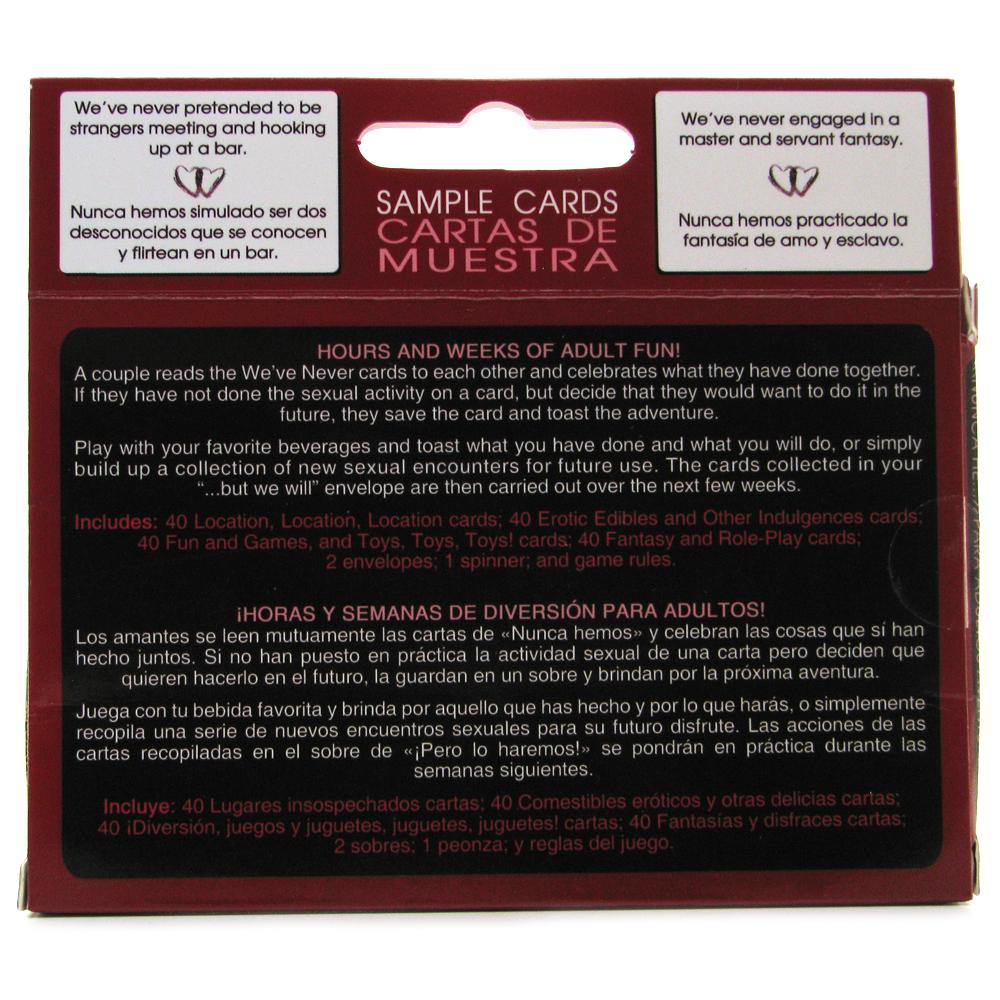 We've never pretended to be
strangers meeting and hooking
up at a bar.
Nunca hemos simulado ser dos
desconocidos que se conocen
y flirtean en un bar.
SAMPLE CARDS
CARTAS DE
MUESTRA
We've never engaged in a
master and servant fantasy.
Nunca hemos practicado la
fantasía de amo y esclavo.
HOURS AND WEEKS OF ADULT FUN!
A couple reads the We've Never cards to each other and celebrates what they have done together.
If they have not done the sexual activity on a card, but decide that they would want to do it in the
future, they save the card and toast the adventure.
Play with your favorite beverages and toast what you have done and what you will do, or simply
build up a collection of new sexual encounters for future use. The cards collected in your
“...but we will” envelope are then carried out over the next few weeks.
Includes: 40 Location, Location, Location cards; 40 Erotic Edibles and Other Indulgences cards;
40 Fun and Games, and Toys, Toys, Toys! cards; 40 Fantasy and Role-Play cards;
2 envelopes; 1 spinner; and game rules.
¡HORAS Y SEMANAS DE DIVERSIÓN PARA ADULTOS!
Los amantes se leen mutuamente las cartas de «Nunca hemos» y celebran las cosas que sí han
hecho juntos. Si no han puesto en práctica la actividad sexual de una carta pero deciden que
quieren hacerlo en el futuro, la guardan en un sobre y brindan por la próxima aventura.
Juega con tu bebida favorita y brinda por aquello que has hecho y por lo que harás, o simplemente
recopila una serie de nuevos encuentros sexuales para su futuro disfrute. Las acciones de las
cartas recopiladas en el sobre de «¡Pero lo haremos!» se pondrán en práctica durante las
semanas siguientes.
Incluye: 40 Lugares insospechados cartas; 40 Comestibles eróticos y otras delicias cartas;
40 ¡Diversión, juegos y juguetes, juguetes, juguetes! cartas; 40 Fantasías y disfraces cartas;
2 sobres; 1 peonza; y reglas del juego.